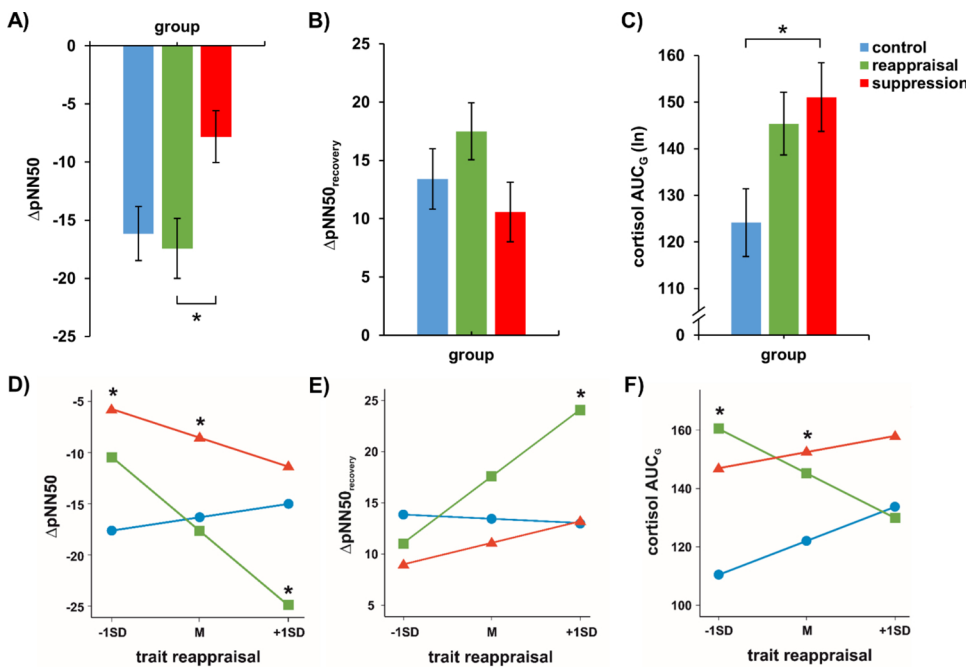 A)
group
0
-5
-10
-15
-20
-25
ΔpNN50
*
B)
25
20
15
10
5
0
ΔpNN50recovery
group
C)
160
150
140
130
120
110
0
cortisol AUCG (ln)
*
group
control
reappraisal
suppression
D)
-5
-10
-15
-20
-25
ΔpNN50
*
*
*
-1SD M +1SD
trait reappraisal
E)
25
20
15
10
5
ΔpNN50recovery
*
-1SD M +1SD
trait reappraisal
F)
160
140
120
100
cortisol AUCG
*
*
-1SD M +1SD
trait reappraisal